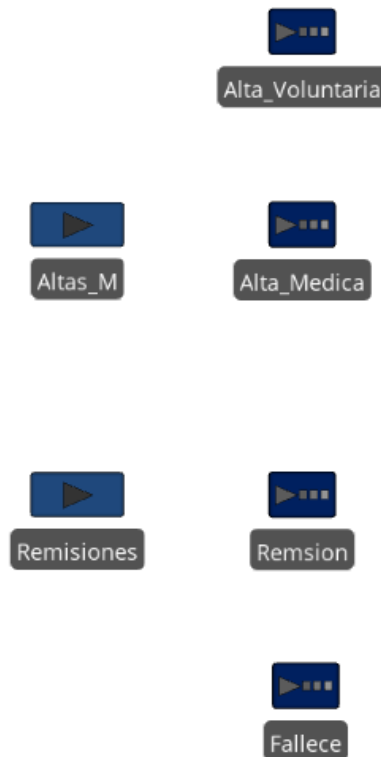 Alta_Voluntaria
Altas_M
Alta_Medica
Remisiones
Remsion
Fallece